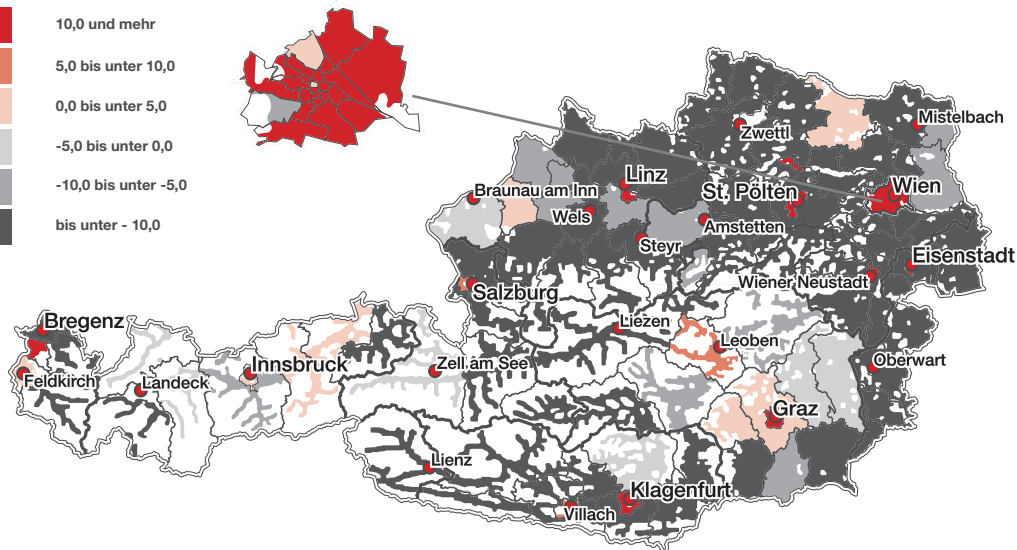 10,0 und mehr
5,0 bis unter 10,0
0,0 bis unter 5,0
-5,0 bis unter 0,0
-10,0 bis unter -5,0
bis unter - 10,0
Mistelbach
Zwettl
Linz
Braunau am Inn
St. Pölten
Wien
Wels
Amstetten
Steyr
Eisenstadt
Wiener Neustadt
Salzburg
Bregenz
Liezen
Leoben
Innsbruck
Zell am See
Oberwart
Feldkirch
Landeck
Graz
Lienz
Klagenfurt
Villach